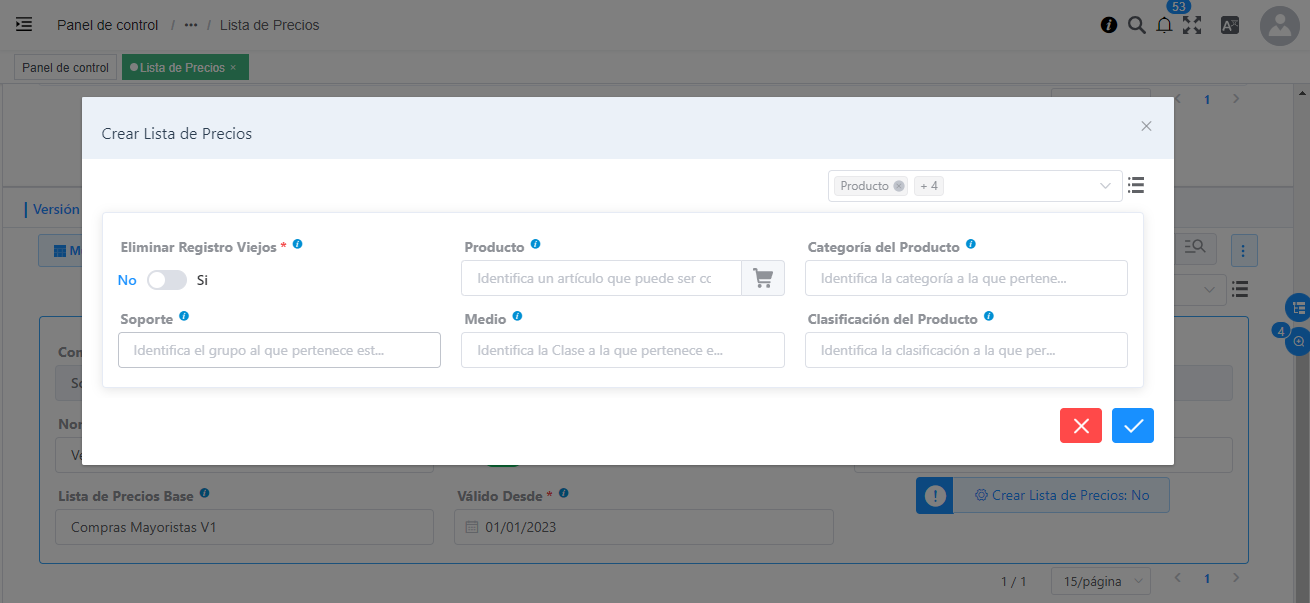 53
Panel de control / ••• / Lista de Precios
Panel de control
Lista de Precios ×
1
Crear Lista de Precios
Producto
+ 4
Versión
M
Eliminar Registro Viejos *
Producto
Categoría del Producto
No
Si
Identifica un artículo que puede ser co
Identifica la categoría a la que pertene...
Soporte
Medio
Clasificación del Producto
Identifica el grupo al que pertenece est...
Identifica la Clase a la que pertenece e...
Identifica la clasificación a la que per...
4
Con
So
Nor
Ve
Lista de Precios Base
Válido Desde *
Crear Lista de Precios: No
Compras Mayoristas V1
01/01/2023
1 / 1
15/página
1